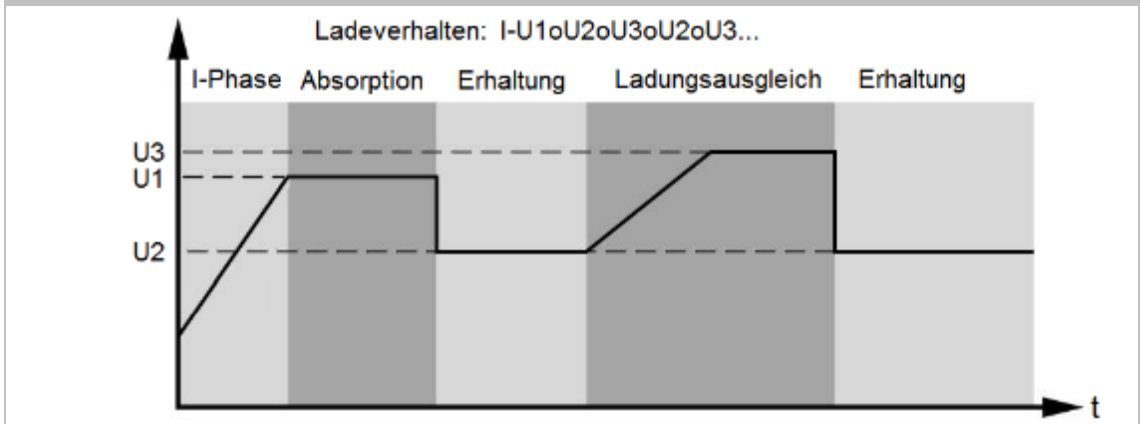 Ladeverhalten: I-U1oU2oU3oU2oU3...
I-Phase Absorption Erhaltung Ladungsausgleich Erhaltung
U3
U1
U2
t